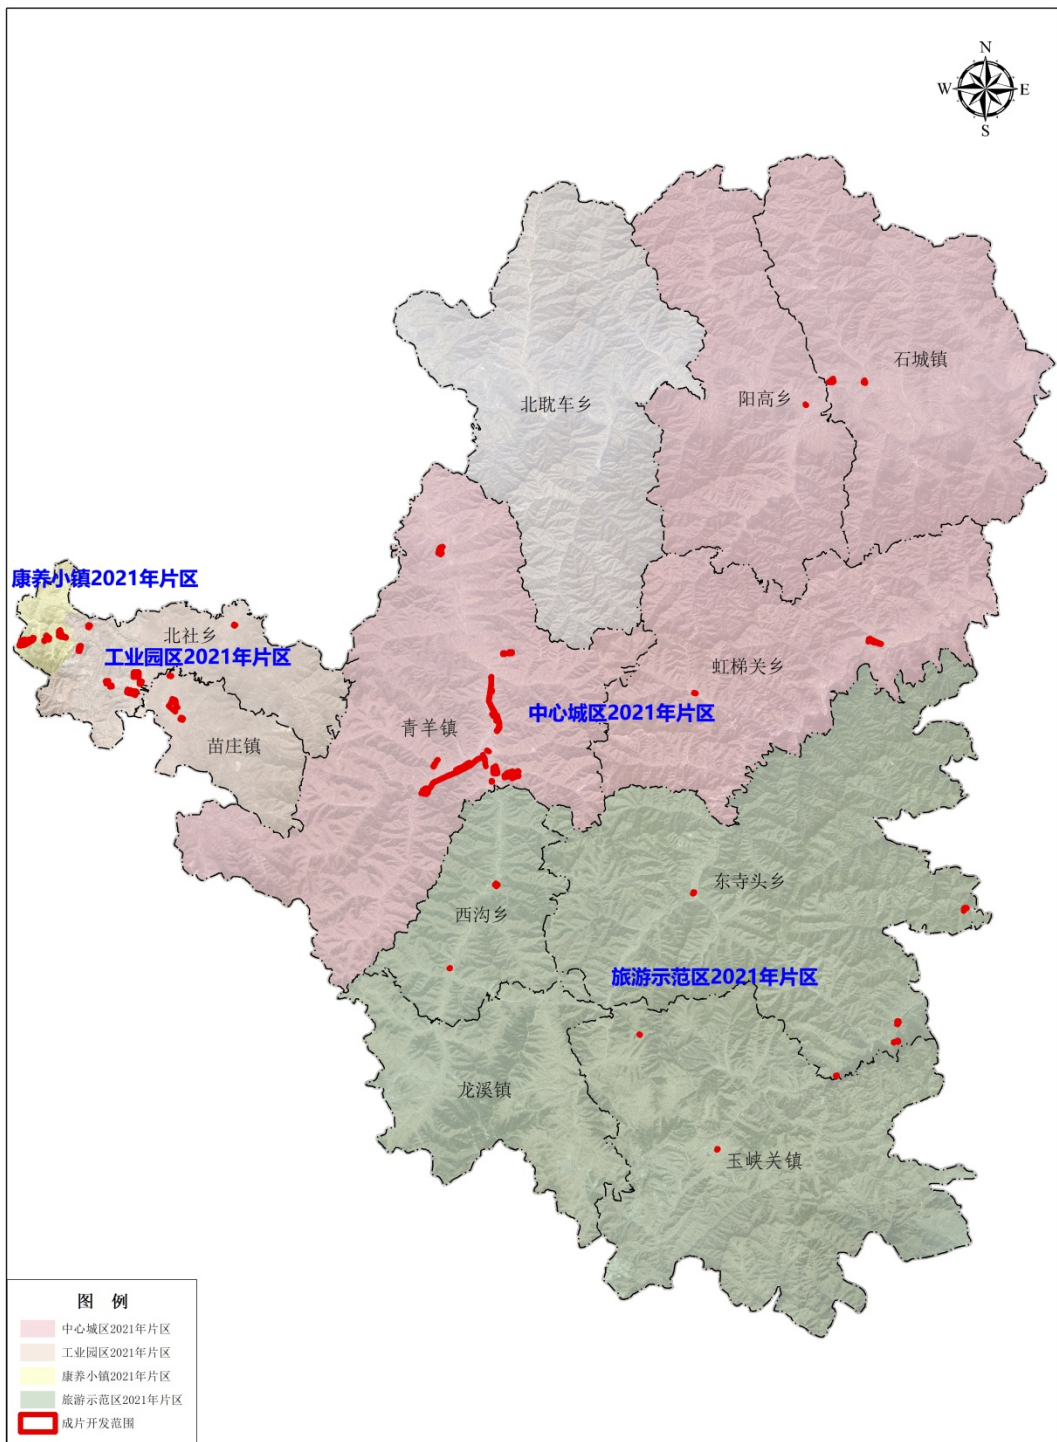 N
W
E
S
石城镇
阳高乡
北耽车乡
康养小镇2021年片区
北社乡
工业园区2021年片区
虹梯关乡
中心城区2021年片区
青羊镇
苗庄镇
东寺头乡
西沟乡
旅游示范区2021年片区
龙溪镇
玉峡关镇
图 例
中心城区2021年片区
工业园区2021年片区
康养小镇2021年片区
旅游示范区2021年片区
成片开发范围